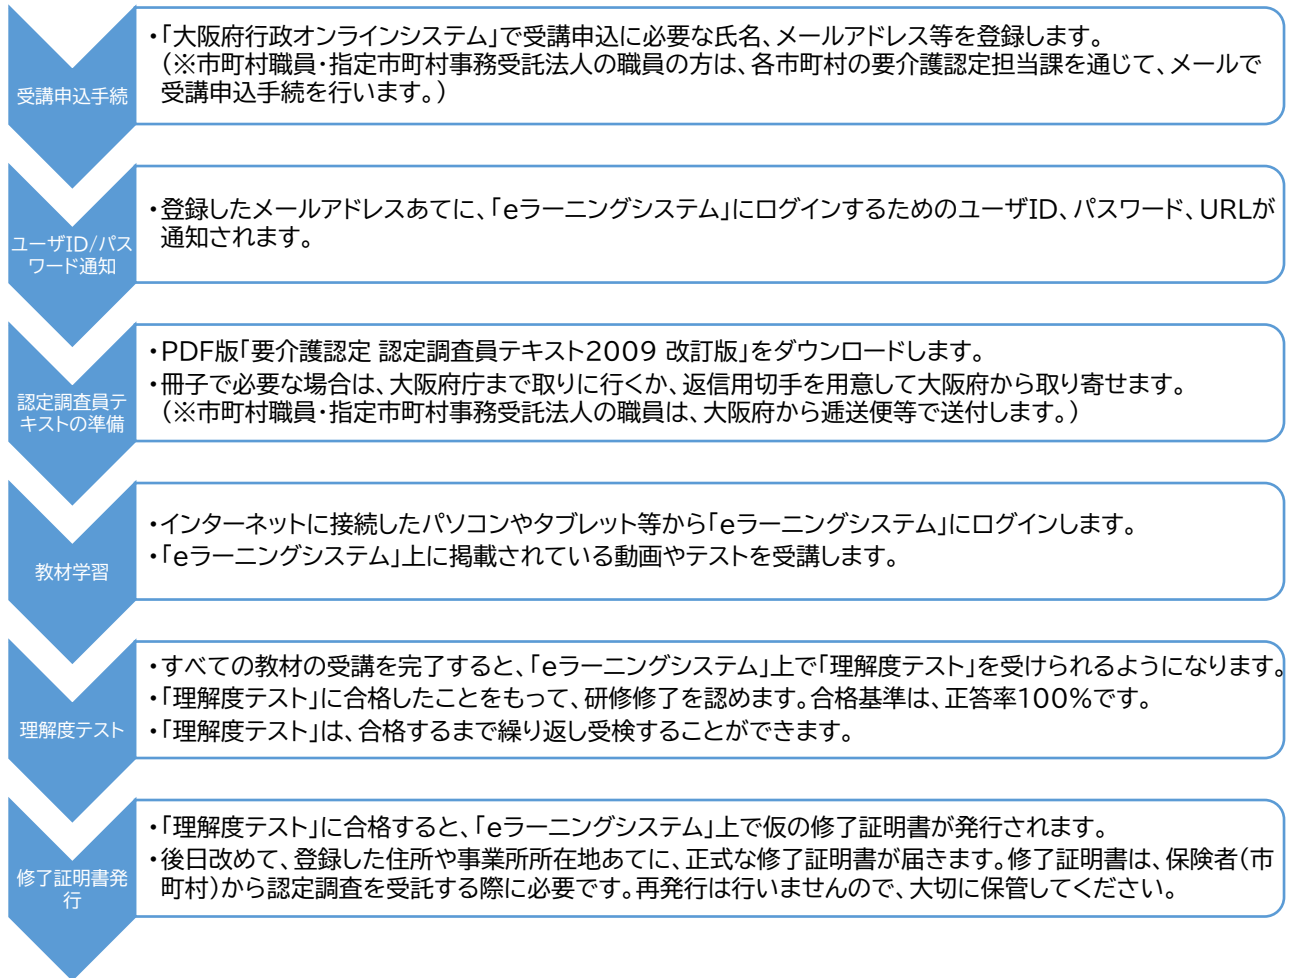 受講申込手続
・「大阪府行政オンラインシステム」で受講申込に必要な氏名、メールアドレス等を登録します。
（※市町村職員・指定市町村事務受託法人の職員の方は、各市町村の要介護認定担当課を通じて、メールで
受講申込手続を行います。）
ユーザID/パス
ワード通知
・登録したメールアドレスあてに、「eラーニングシステム」にログインするためのユーザID、パスワード、URLが
通知されます。
認定調査員テ
キストの準備
・PDF版「要介護認定 認定調査員テキスト2009 改訂版」をダウンロードします。
・冊子で必要な場合は、大阪府庁まで取りに行くか、返信用切手を用意して大阪府から取り寄せます。
（※市町村職員・指定市町村事務受託法人の職員は、大阪府から逓送便等で送付します。）
教材学習
・インターネットに接続したパソコンやタブレット等から「eラーニングシステム」にログインします。
・「eラーニングシステム」上に掲載されている動画やテストを受講します。
理解度テスト
・すべての教材の受講を完了すると、「eラーニングシステム」上で「理解度テスト」を受けられるようになります。
・「理解度テスト」に合格したことをもって、研修修了を認めます。合格基準は、正答率100%です。
・「理解度テスト」は、合格するまで繰り返し受検することができます。
修了証明書発
行
・「理解度テスト」に合格すると、「eラーニングシステム」上で仮の修了証明書が発行されます。
・後日改めて、登録した住所や事業所所在地あてに、正式な修了証明書が届きます。修了証明書は、保険者（市
町村）から認定調査を受託する際に必要です。再発行は行いませんので、大切に保管してください。